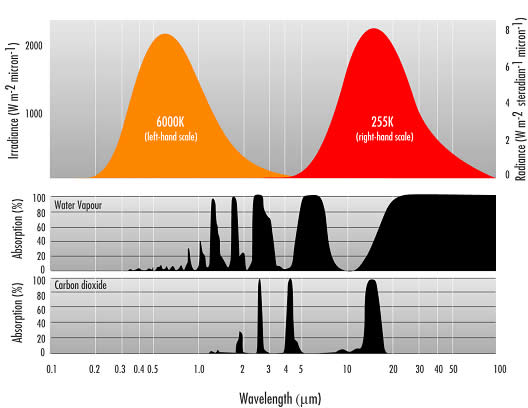 Irradiance (W m-2 micron-1)
2000
1000
6000K
(left-hand scale)
255K
(right-hand scale)
8
6
4
2
0
Radiance (W m-2 steradian-1 micron-1)
Absorption (%)
100
80
60
40
20
0
Water Vapour
Absorption (%)
100
80
60
40
20
0
Carbon dioxide
0.1 0.2 0.3 0.4 0.5 1.0 2 3 4 5 10 20 30 40 50 100
Wavelength (μm)